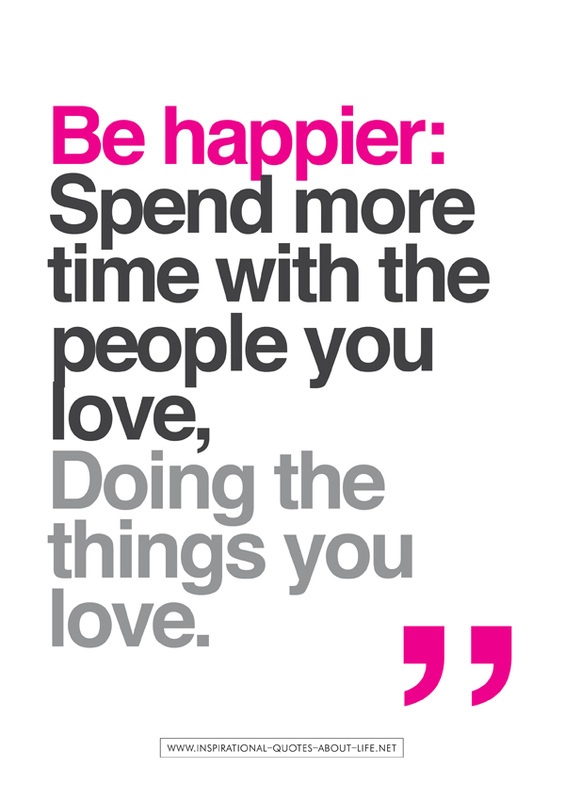 Be happier:
Spend more
time with the
people you
love,
Doing the
things you
love.
”
WWW.INSPIRATIONAL-QUOTES-ABOUT-LIFE.NET